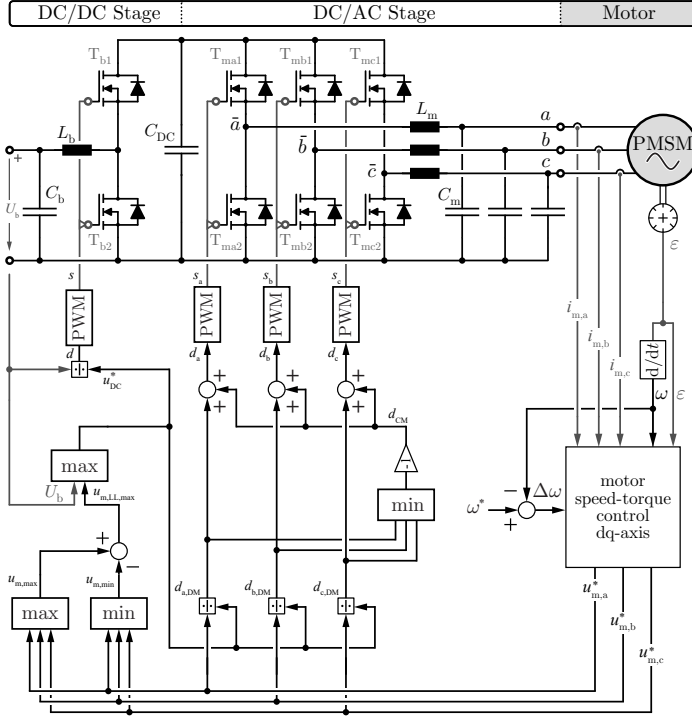 DC/DC Stage DC/AC Stage Motor
T_b1 T_ma1 T_mb1 T_mc1
L_b C_DC ā L_m a
b̄ b PMSM
c̄ c
+
U_b C_b C_m
T_b2 T_ma2 T_mb2 T_mc2 ε
s s_a s_b s_c
PWM PWM PWM PWM i_m,a i_m,b i_m,c
d d_a d_b d_c d/dt
÷ u*_DC + + + + + + ω ε
d_CM
max -1
U_b u_m,LL,max min
motor
speed-torque
control
dq-axis
ω* + − Δω
+ −
u_m,max u_m,min d_a,DM d_b,DM d_c,DM
max min ÷ ÷ ÷
u*_m,a
u*_m,b
u*_m,c